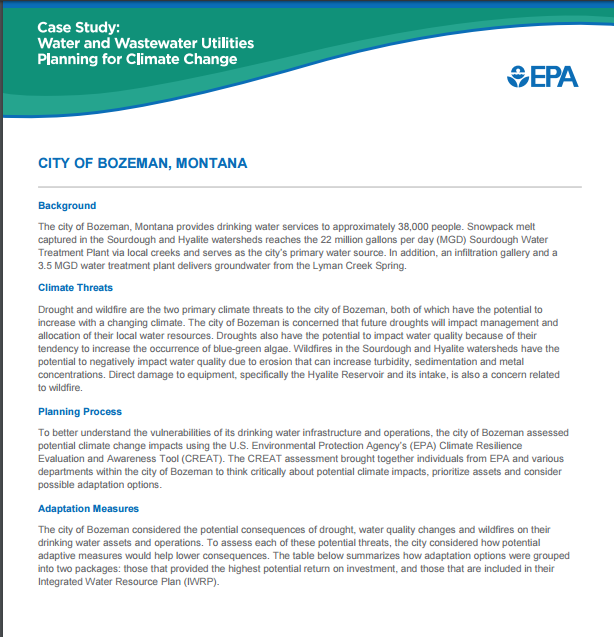 Case Study:
Water and Wastewater Utilities
Planning for Climate Change
EPA
CITY OF BOZEMAN, MONTANA
Background
The city of Bozeman, Montana provides drinking water services to approximately 38,000 people. Snowpack melt
captured in the Sourdough and Hyalite watersheds reaches the 22 million gallons per day (MGD) Sourdough Water
Treatment Plant via local creeks and serves as the city's primary water source. In addition, an infiltration gallery and a
3.5 MGD water treatment plant delivers groundwater from the Lyman Creek Spring.
Climate Threats
Drought and wildfire are the two primary climate threats to the city of Bozeman, both of which have the potential to
increase with a changing climate. The city of Bozeman is concerned that future droughts will impact management and
allocation of their local water resources. Droughts also have the potential to impact water quality because of their
tendency to increase the occurrence of blue-green algae. Wildfires in the Sourdough and Hyalite watersheds have the
potential to negatively impact water quality due to erosion that can increase turbidity, sedimentation and metal
concentrations. Direct damage to equipment, specifically the Hyalite Reservoir and its intake, is also a concern related
to wildfire.
Planning Process
To better understand the vulnerabilities of its drinking water infrastructure and operations, the city of Bozeman assessed
potential climate change impacts using the U.S. Environmental Protection Agency's (EPA) Climate Resilience
Evaluation and Awareness Tool (CREAT). The CREAT assessment brought together individuals from EPA and various
departments within the city of Bozeman to think critically about potential climate impacts, prioritize assets and consider
possible adaptation options.
Adaptation Measures
The city of Bozeman considered the potential consequences of drought, water quality changes and wildfires on their
drinking water assets and operations. To assess each of these potential threats, the city considered how potential
adaptive measures would help lower consequences. The table below summarizes how adaptation options were grouped
into two packages: those that provided the highest potential return on investment, and those that are included in their
Integrated Water Resource Plan (IWRP).